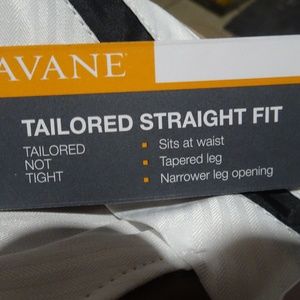 AVANE
TAILORED STRAIGHT FIT
TAILORED
NOT
TIGHT
Sits at waist
Tapered leg
Narrower leg opening